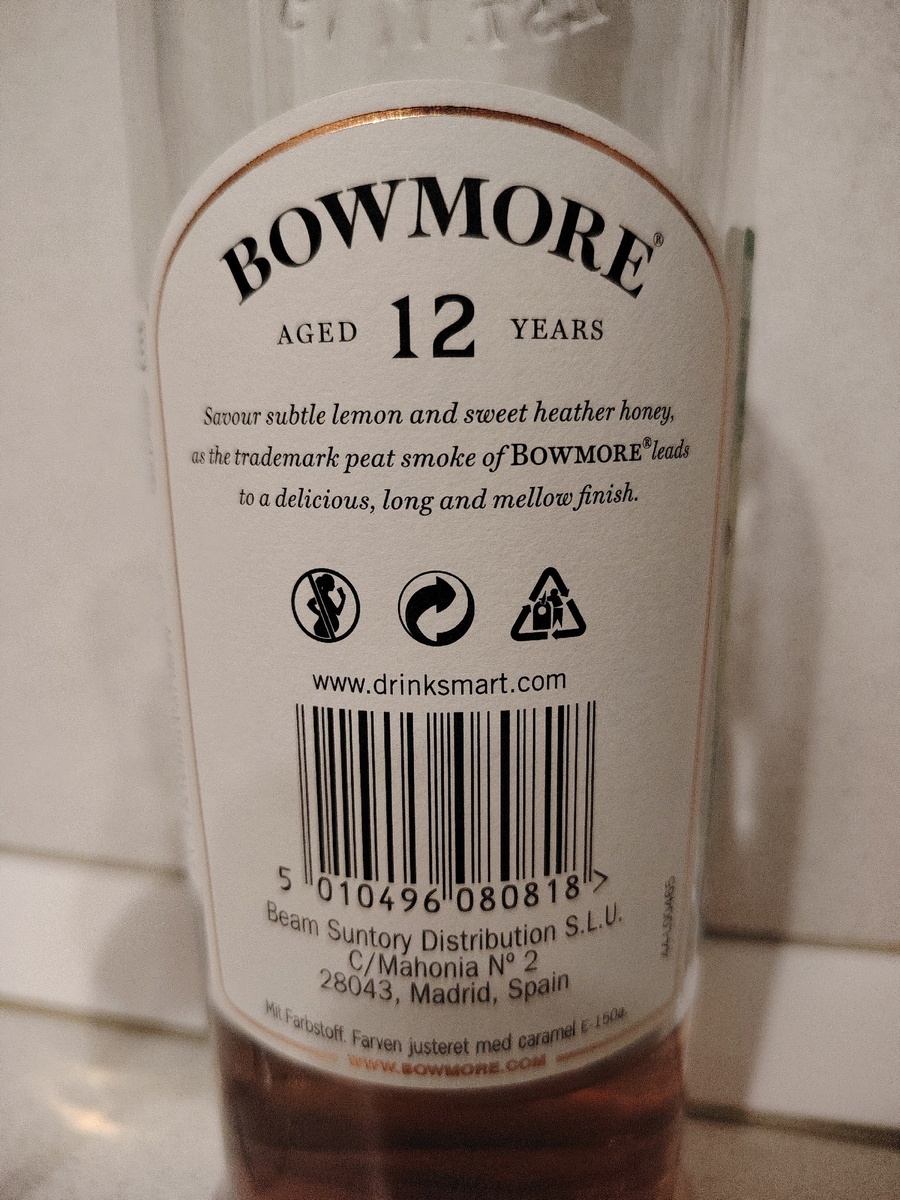 BOWMORE®
AGED 12 YEARS
Savour subtle lemon and sweet heather honey,
as the trademark peat smoke of BOWMORE® leads
to a delicious, long and mellow finish.
www.drinksmart.com
5 010496 080818 >
Beam Suntory Distribution S.L.U.
C/Mahonia Nº 2
28043, Madrid, Spain
Mit Farbstoff. Farven justeret med caramel E-150a.
WWW.BOWMORE.COM